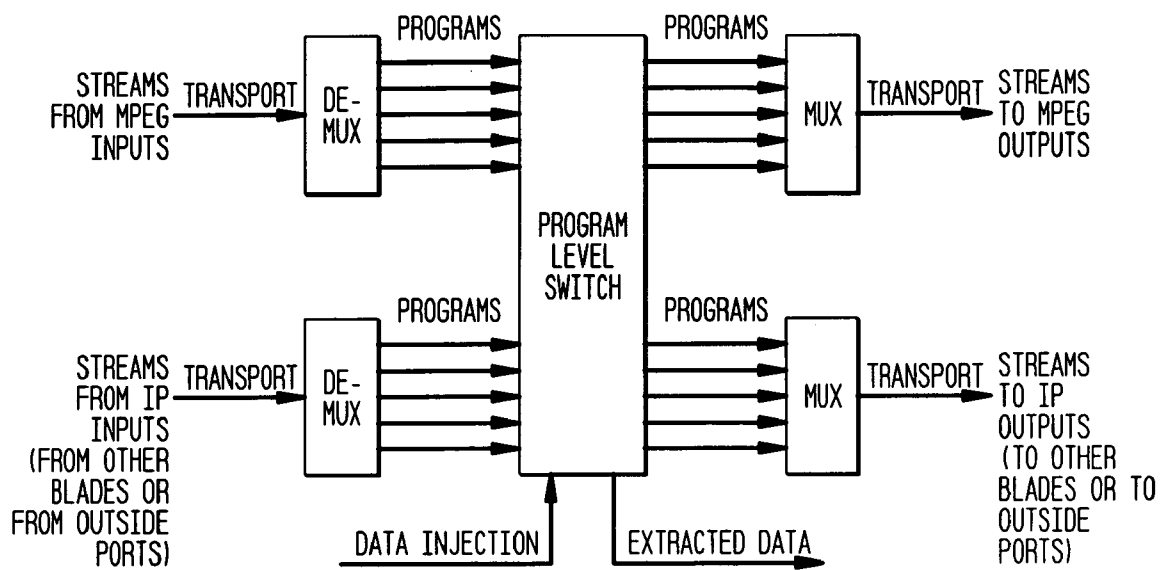 PROGRAMS
PROGRAMS
STREAMS
FROM MPEG
INPUTS
TRANSPORT
DE-
MUX
MUX
TRANSPORT
STREAMS
TO MPEG
OUTPUTS
PROGRAM
LEVEL
SWITCH
PROGRAMS
PROGRAMS
STREAMS
FROM IP
INPUTS
(FROM OTHER
BLADES OR
FROM OUTSIDE
PORTS)
TRANSPORT
DE-
MUX
MUX
TRANSPORT
STREAMS
TO IP
OUTPUTS
(TO OTHER
BLADES OR TO
OUTSIDE
PORTS)
DATA INJECTION
EXTRACTED DATA